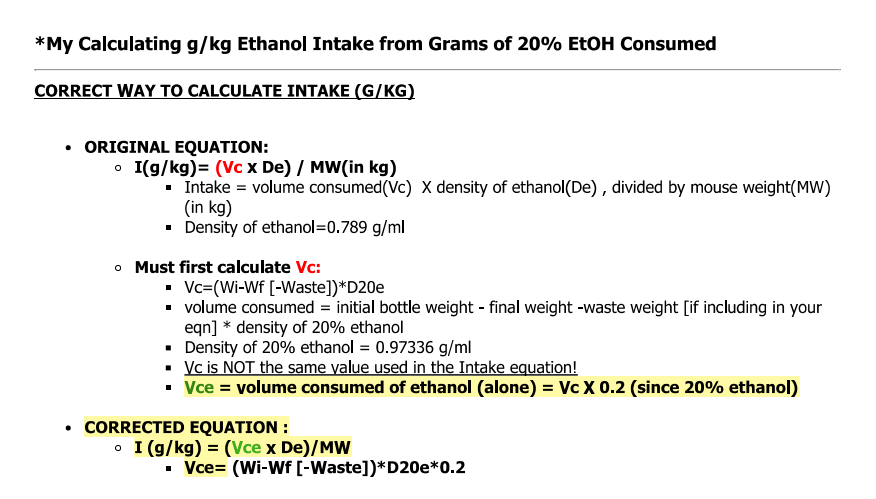 *My Calculating g/kg Ethanol Intake from Grams of 20% EtOH Consumed
CORRECT WAY TO CALCULATE INTAKE (G/KG)
• ORIGINAL EQUATION:
○ I(g/kg)= (Vc x De) / MW(in kg)
▪ Intake = volume consumed(Vc)  X density of ethanol(De) , divided by mouse weight(MW)
(in kg)
▪ Density of ethanol=0.789 g/ml
○ Must first calculate Vc:
▪ Vc=(Wi-Wf [-Waste])*D20e
▪ volume consumed = initial bottle weight - final weight -waste weight [if including in your
eqn] * density of 20% ethanol
▪ Density of 20% ethanol = 0.97336 g/ml
▪ Vc is NOT the same value used in the Intake equation!
▪ Vce = volume consumed of ethanol (alone) = Vc X 0.2 (since 20% ethanol)
• CORRECTED EQUATION :
○ I (g/kg) = (Vce x De)/MW
▪ Vce= (Wi-Wf [-Waste])*D20e*0.2